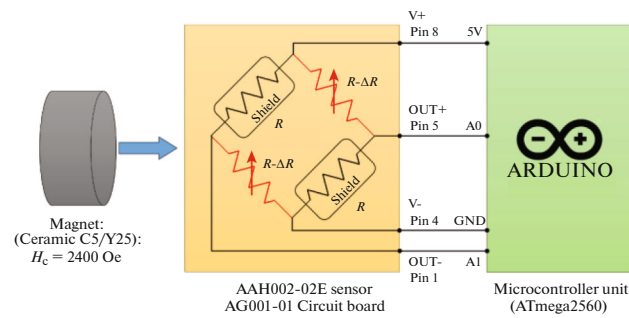 V+
Pin 8
5V
Shield
R
R-ΔR
OUT+
Pin 5
A0
R-ΔR
Shield
R
V-
Pin 4
GND
OUT-
Pin 1
A1
ARDUINO
Magnet:
(Ceramic C5/Y25):
Hc = 2400 Oe
AAH002-02E sensor
AG001-01 Circuit board
Microcontroller unit
(ATmega2560)